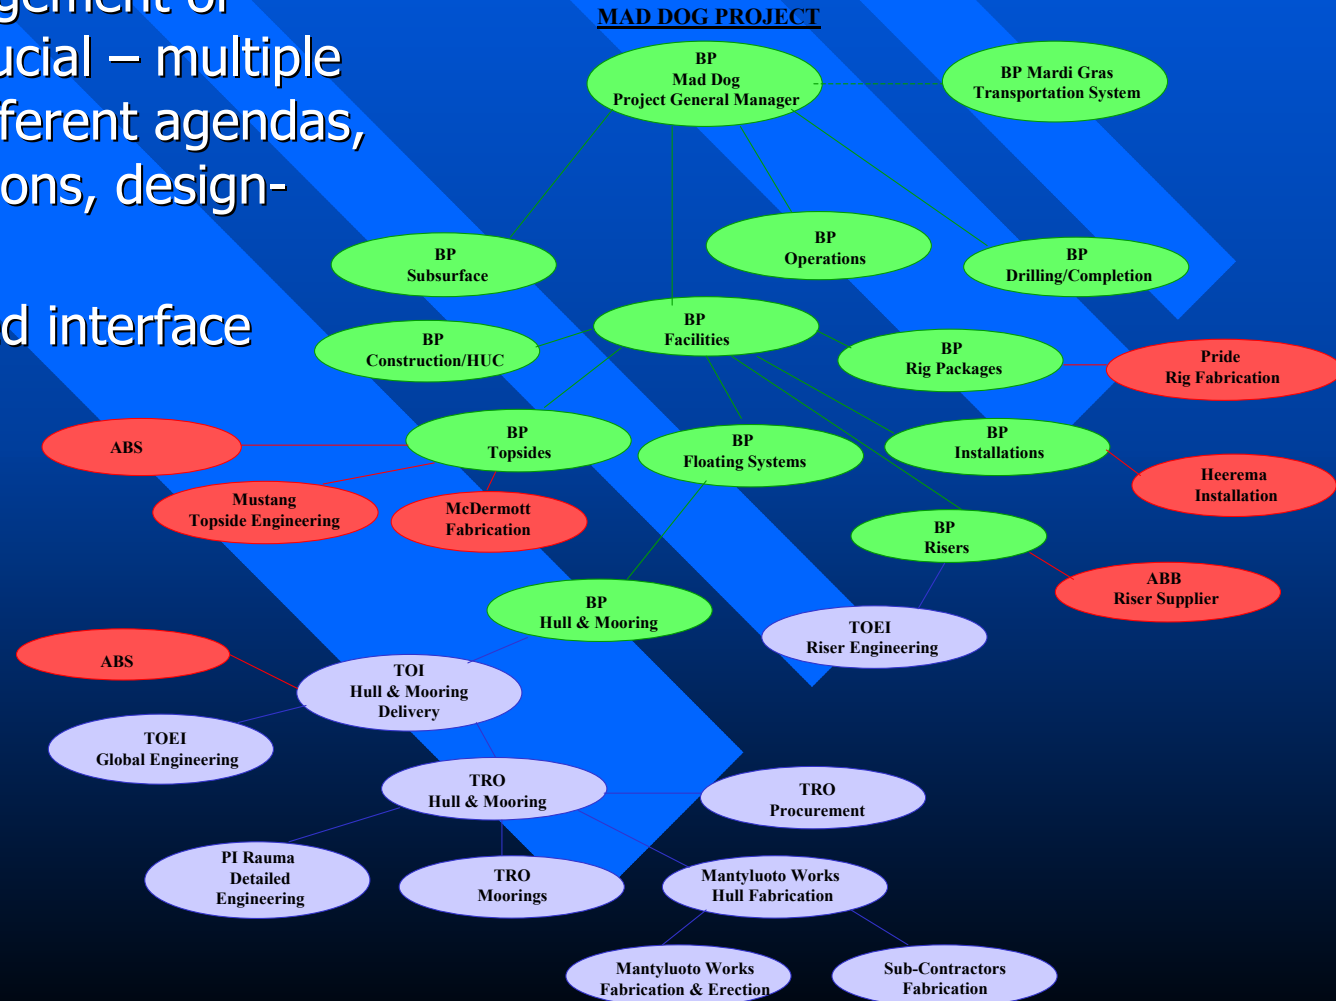 gement of
ucial – multiple
fferent agendas,
ons, design-
d interface
MAD DOG PROJECT
BP
Mad Dog
Project General Manager
BP Mardi Gras
Transportation System
BP
Subsurface
BP
Operations
BP
Drilling/Completion
BP
Construction/HUC
BP
Facilities
BP
Rig Packages
Pride
Rig Fabrication
ABS
BP
Topsides
BP
Floating Systems
BP
Installations
Heerema
Installation
Mustang
Topside Engineering
McDermott
Fabrication
BP
Risers
ABB
Riser Supplier
BP
Hull & Mooring
TOEI
Riser Engineering
ABS
TOI
Hull & Mooring
Delivery
TOEI
Global Engineering
TRO
Hull & Mooring
TRO
Procurement
PI Rauma
Detailed
Engineering
TRO
Moorings
Mantyluoto Works
Hull Fabrication
Mantyluoto Works
Fabrication & Erection
Sub-Contractors
Fabrication